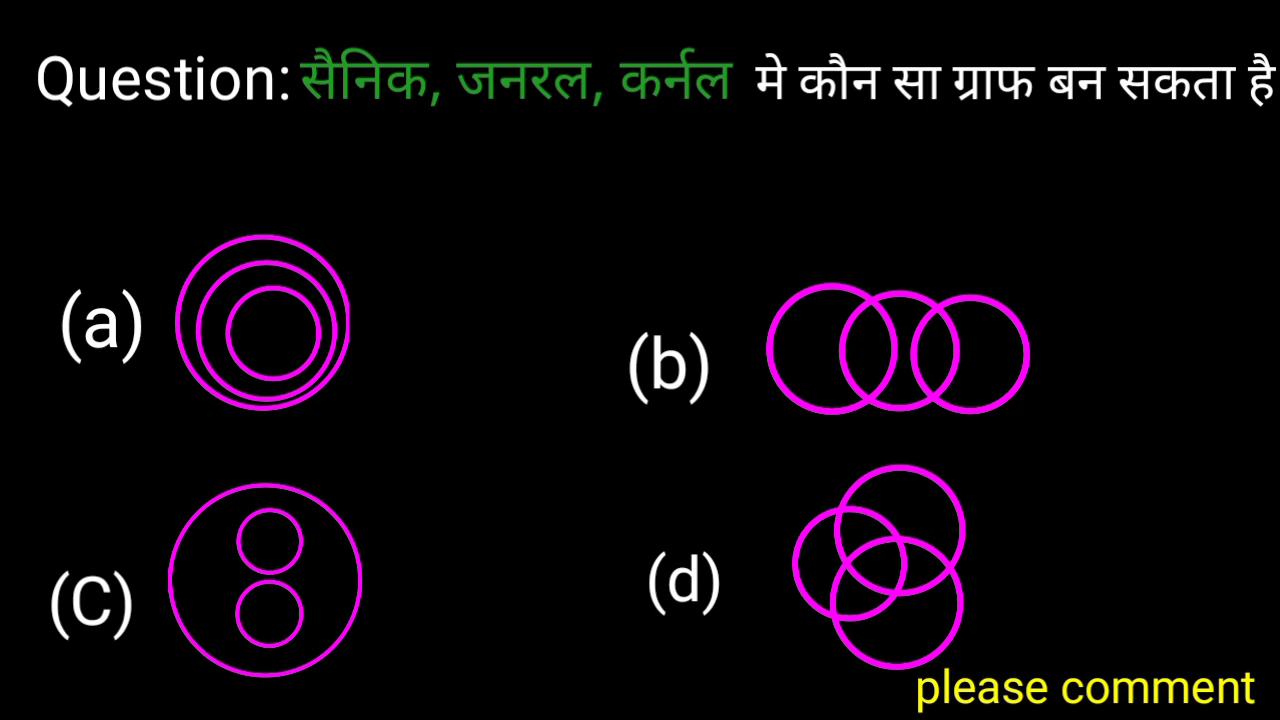 Question: सैनिक, जनरल, कर्नल मे कौन सा ग्राफ बन सकता है
(a)
(b)
(C)
(d)
please comment